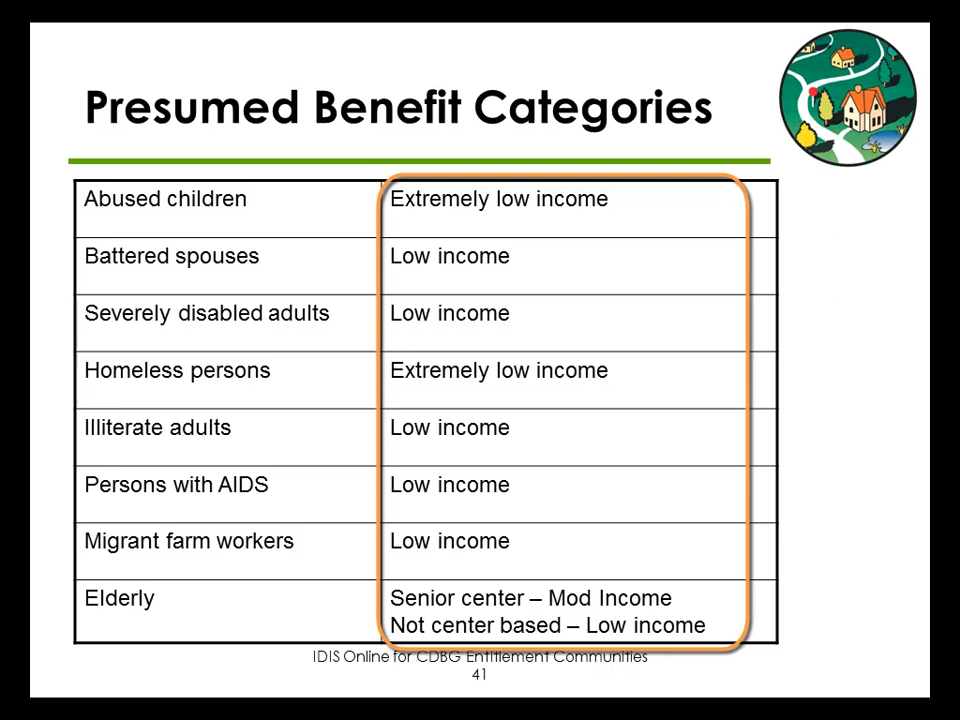 Presumed Benefit Categories
Abused children Extremely low income
Battered spouses Low income
Severely disabled adults Low income
Homeless persons Extremely low income
Illiterate adults Low income
Persons with AIDS Low income
Migrant farm workers Low income
Elderly Senior center – Mod Income
Not center based – Low income
IDIS Online for CDBG Entitlement Communities
41